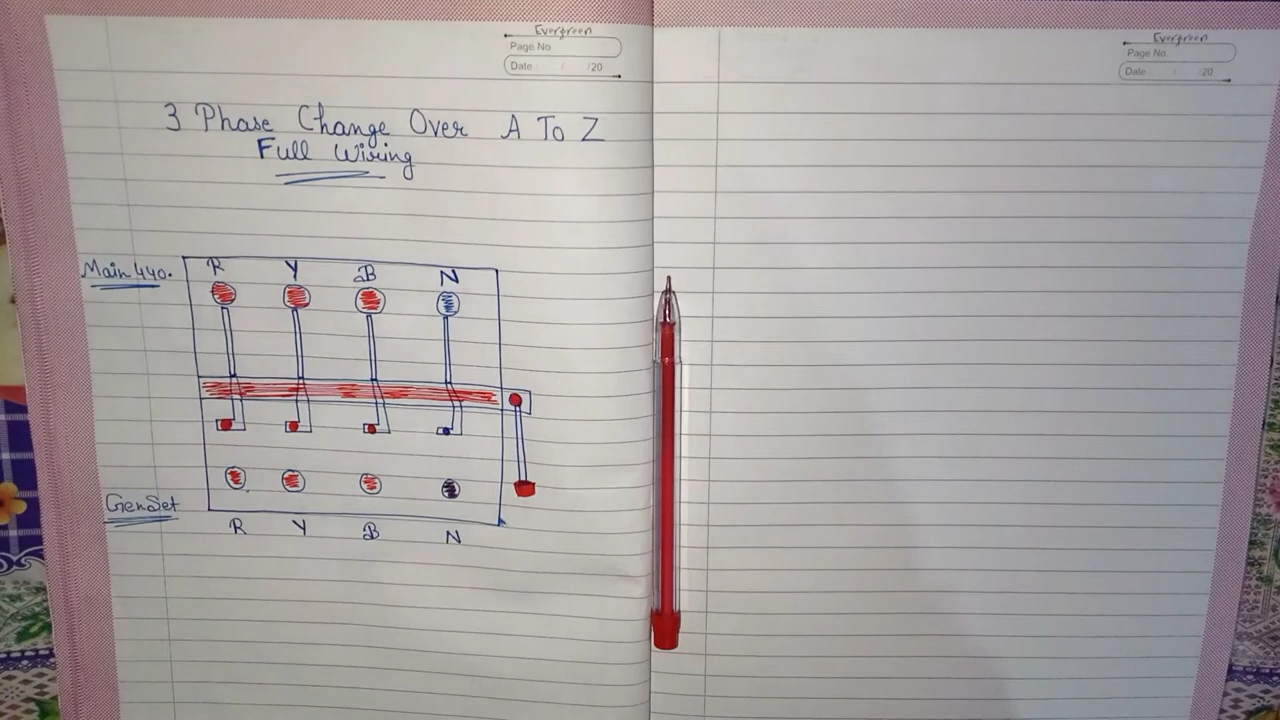 Evergreen
Page No.
Date / /20
Evergreen
Page No.
Date / /20
3 Phase Change Over A To Z
Full Wiring
Main 440.
R Y B N
GenSet
R Y B N